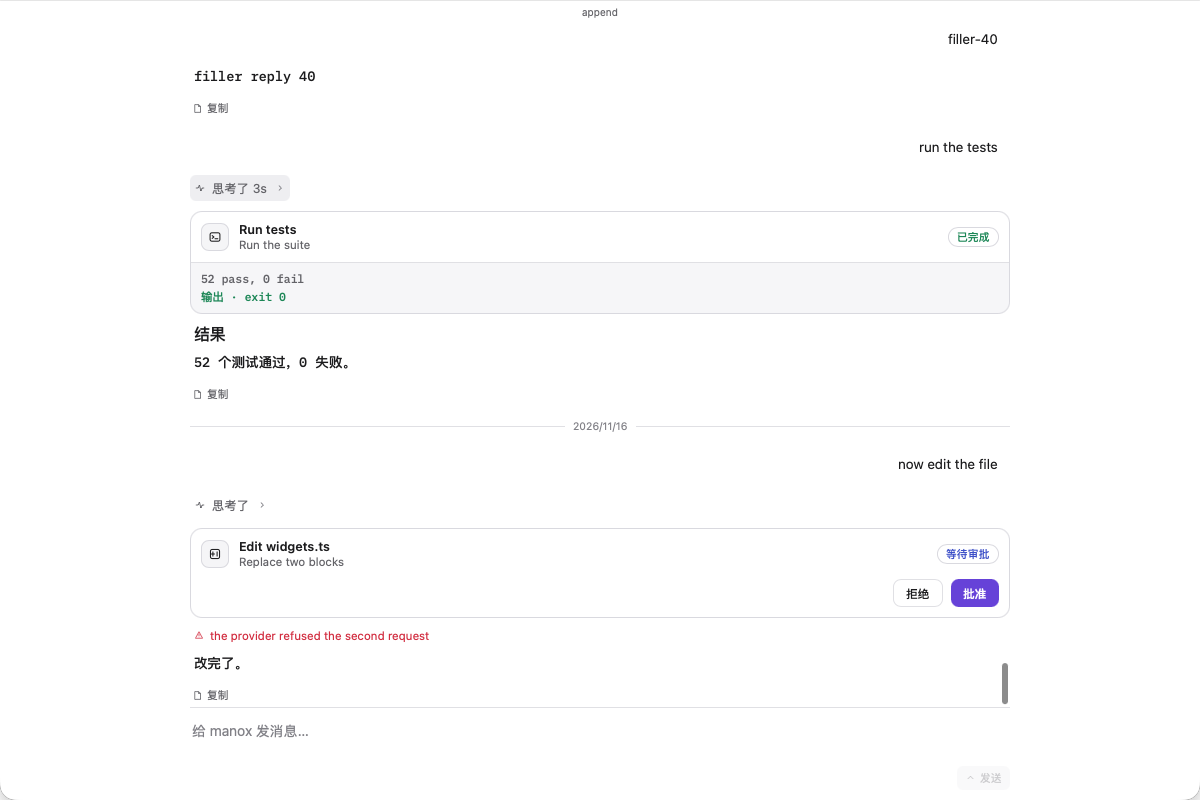 append
filler-40
filler reply 40
复制
run the tests
思考了 3s
Run tests
Run the suite
已完成
52 pass, 0 fail
输出 · exit 0
结果
52 个测试通过，0 失败。
复制
2026/11/16
now edit the file
思考了
Edit widgets.ts
Replace two blocks
等待审批
拒绝
批准
the provider refused the second request
改完了。
复制
给 manox 发消息...
发送